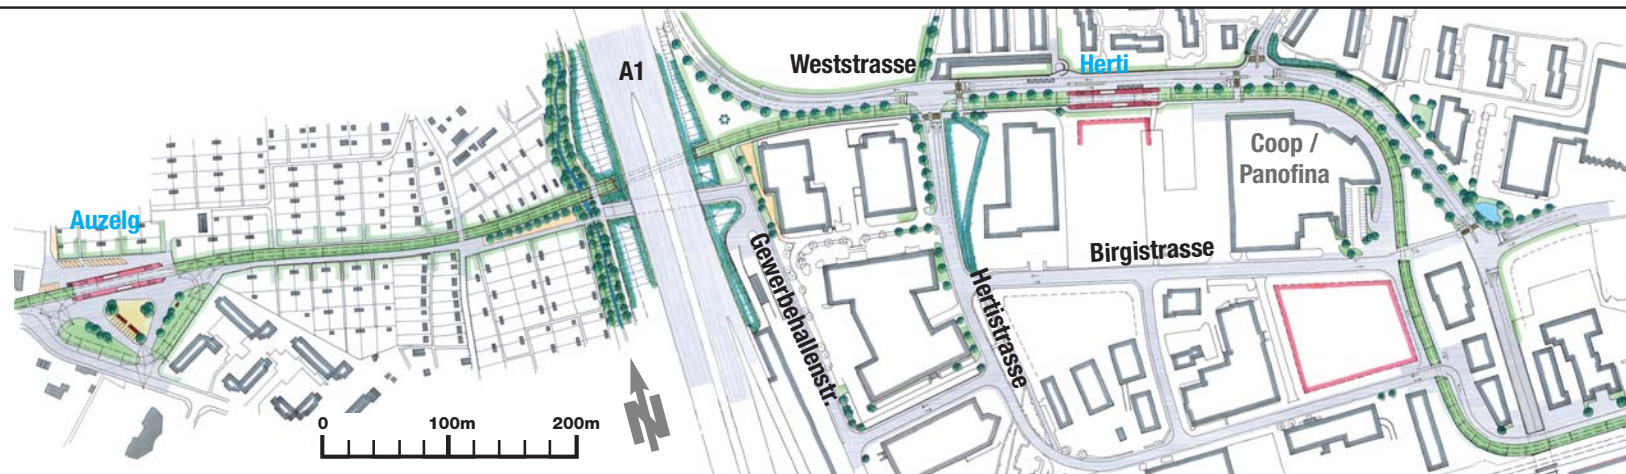 A1
Weststrasse
Herti
Coop /
Panofina
Auzelg
Birgistrasse
Gewerbehallenstr.
Hertistrasse
0
100m
200m
N